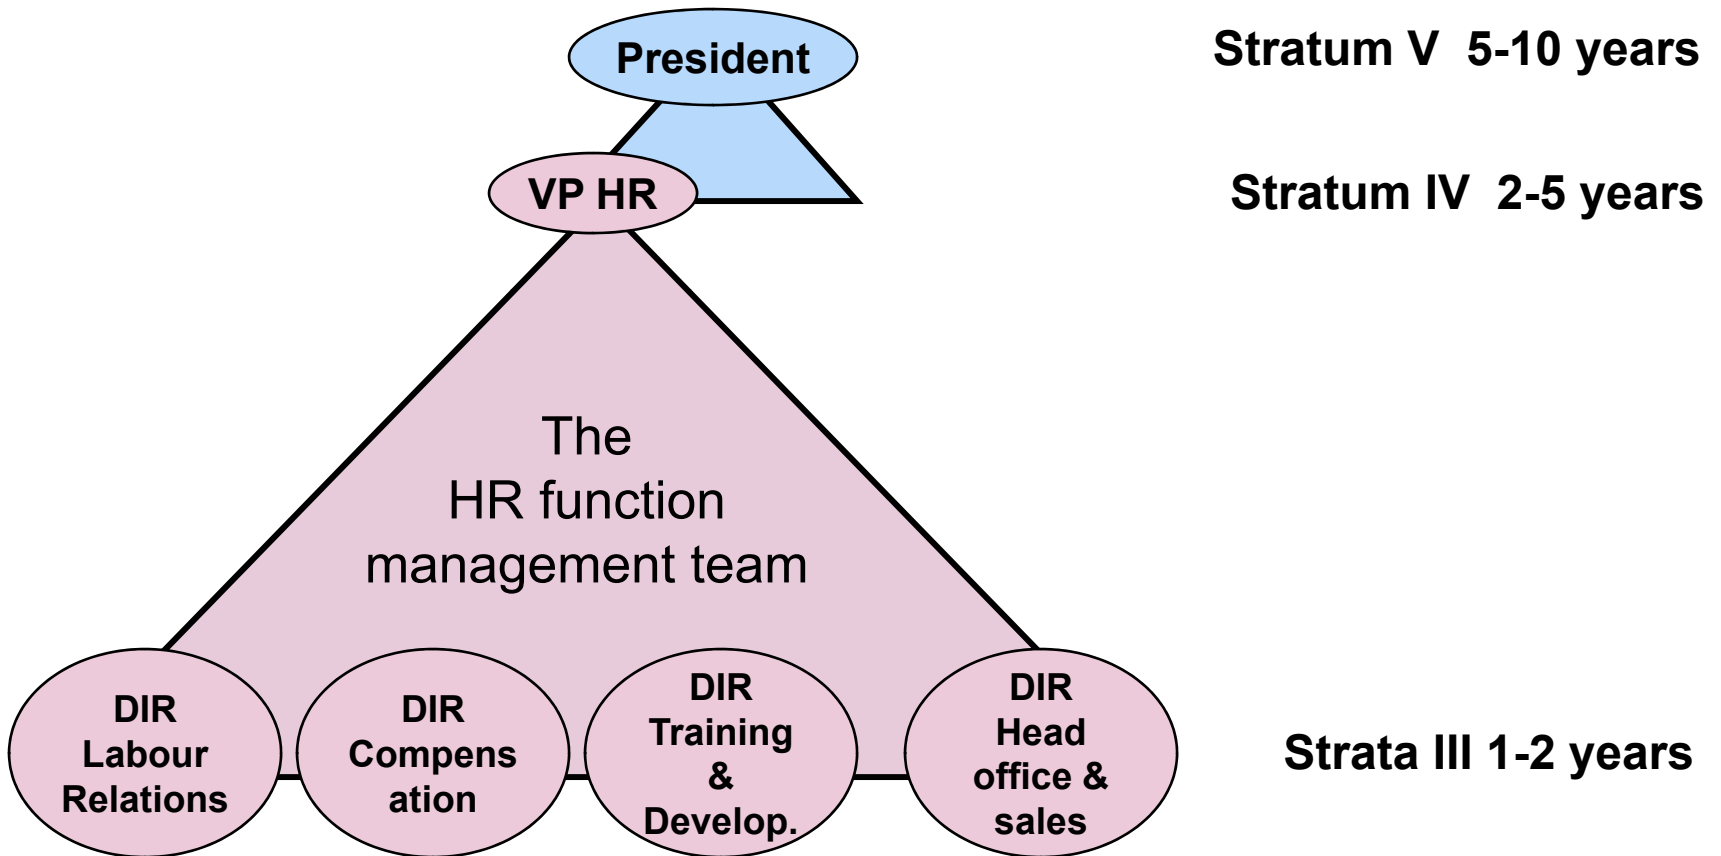 President
Stratum V 5-10 years
VP HR
Stratum IV 2-5 years
The
HR function
management team
DIR
Labour
Relations
DIR
Compens
ation
DIR
Training
&
Develop.
DIR
Head
office &
sales
Strata III 1-2 years